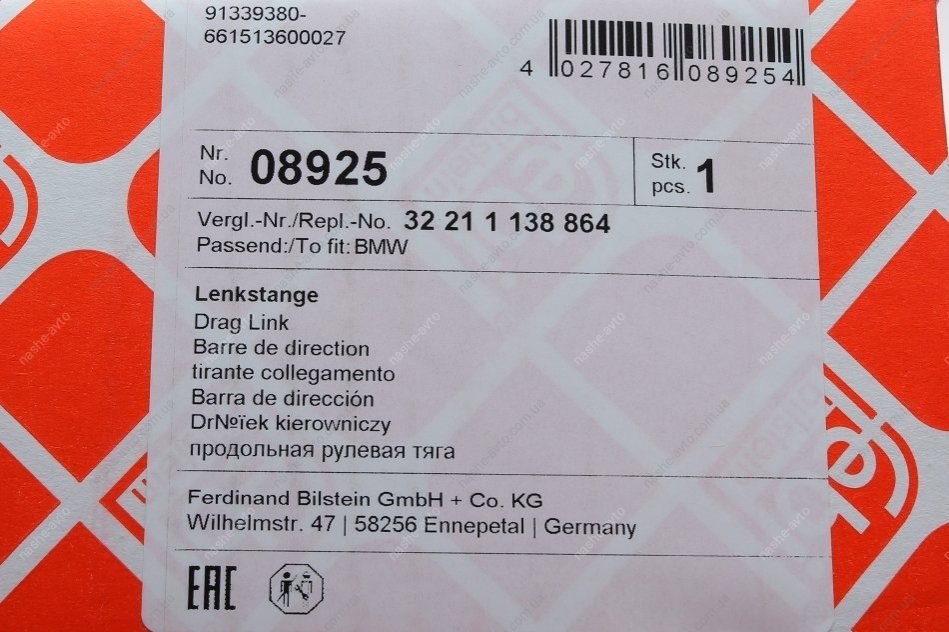 91339380-
661513600027
4 027816 089254
Nr.
No. 08925
Stk.
pcs. 1
Vergl.-Nr./Repl.-No. 32 21 1 138 864
Passend:/To fit: BMW
Lenkstange
Drag Link
Barre de direction
tirante collegamento
Barra de dirección
Dr№ïek kierowniczy
продольная рулевая тяга
Ferdinand Bilstein GmbH + Co. KG
Wilhelmstr. 47 | 58256 Ennepetal | Germany
EAC